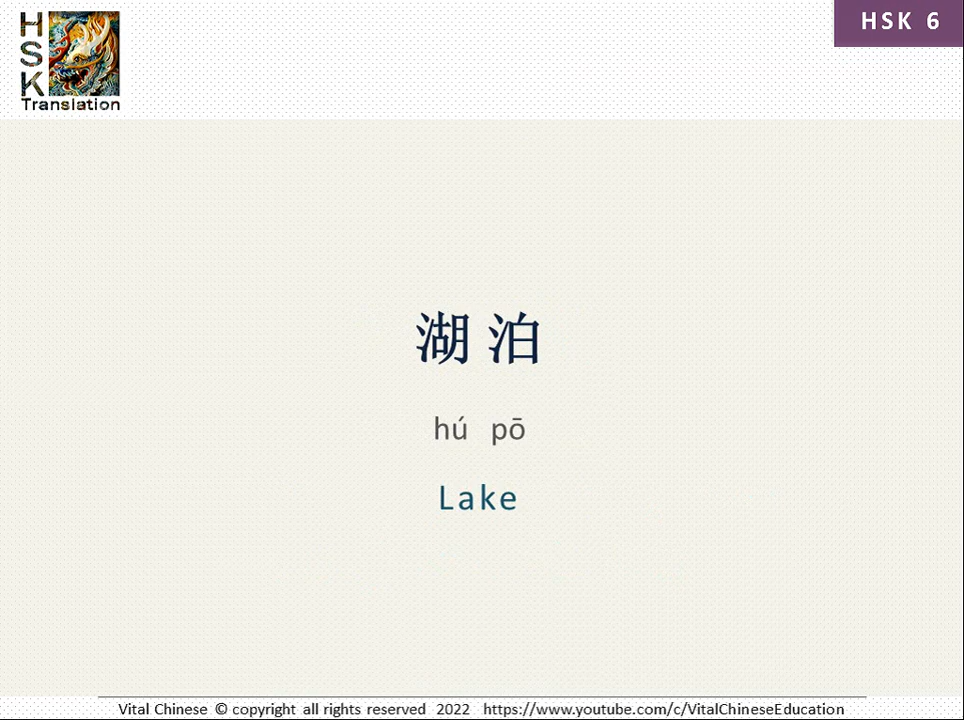 HSK
Translation
HSK 6
湖泊
hú pō
Lake
Vital Chinese © copyright all rights reserved 2022 https://www.youtube.com/c/VitalChineseEducation